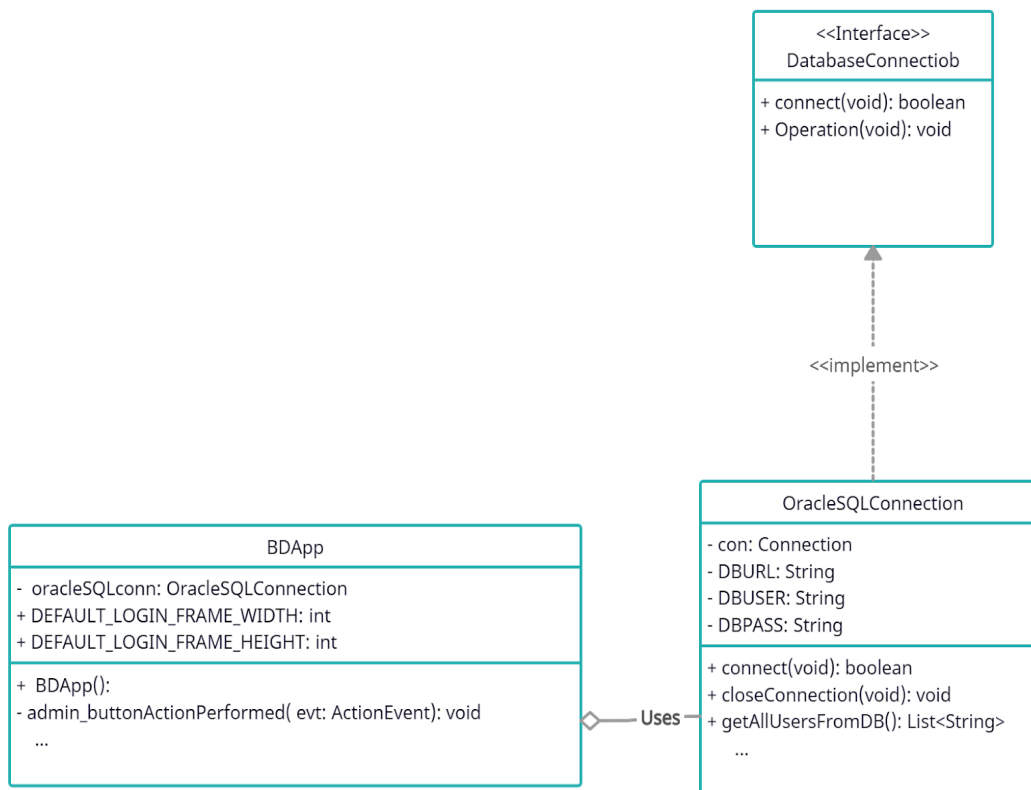 <<Interface>>
DatabaseConnectiob
+ connect(void): boolean
+ Operation(void): void
<<implement>>
OracleSQLConnection
- con: Connection
- DBURL: String
- DBUSER: String
- DBPASS: String
+ connect(void): boolean
+ closeConnection(void): void
+ getAllUsersFromDB(): List<String>
...
BDApp
- oracleSQLconn: OracleSQLConnection
+ DEFAULT_LOGIN_FRAME_WIDTH: int
+ DEFAULT_LOGIN_FRAME_HEIGHT: int
+ BDApp():
- admin_buttonActionPerformed( evt: ActionEvent): void
...
Uses